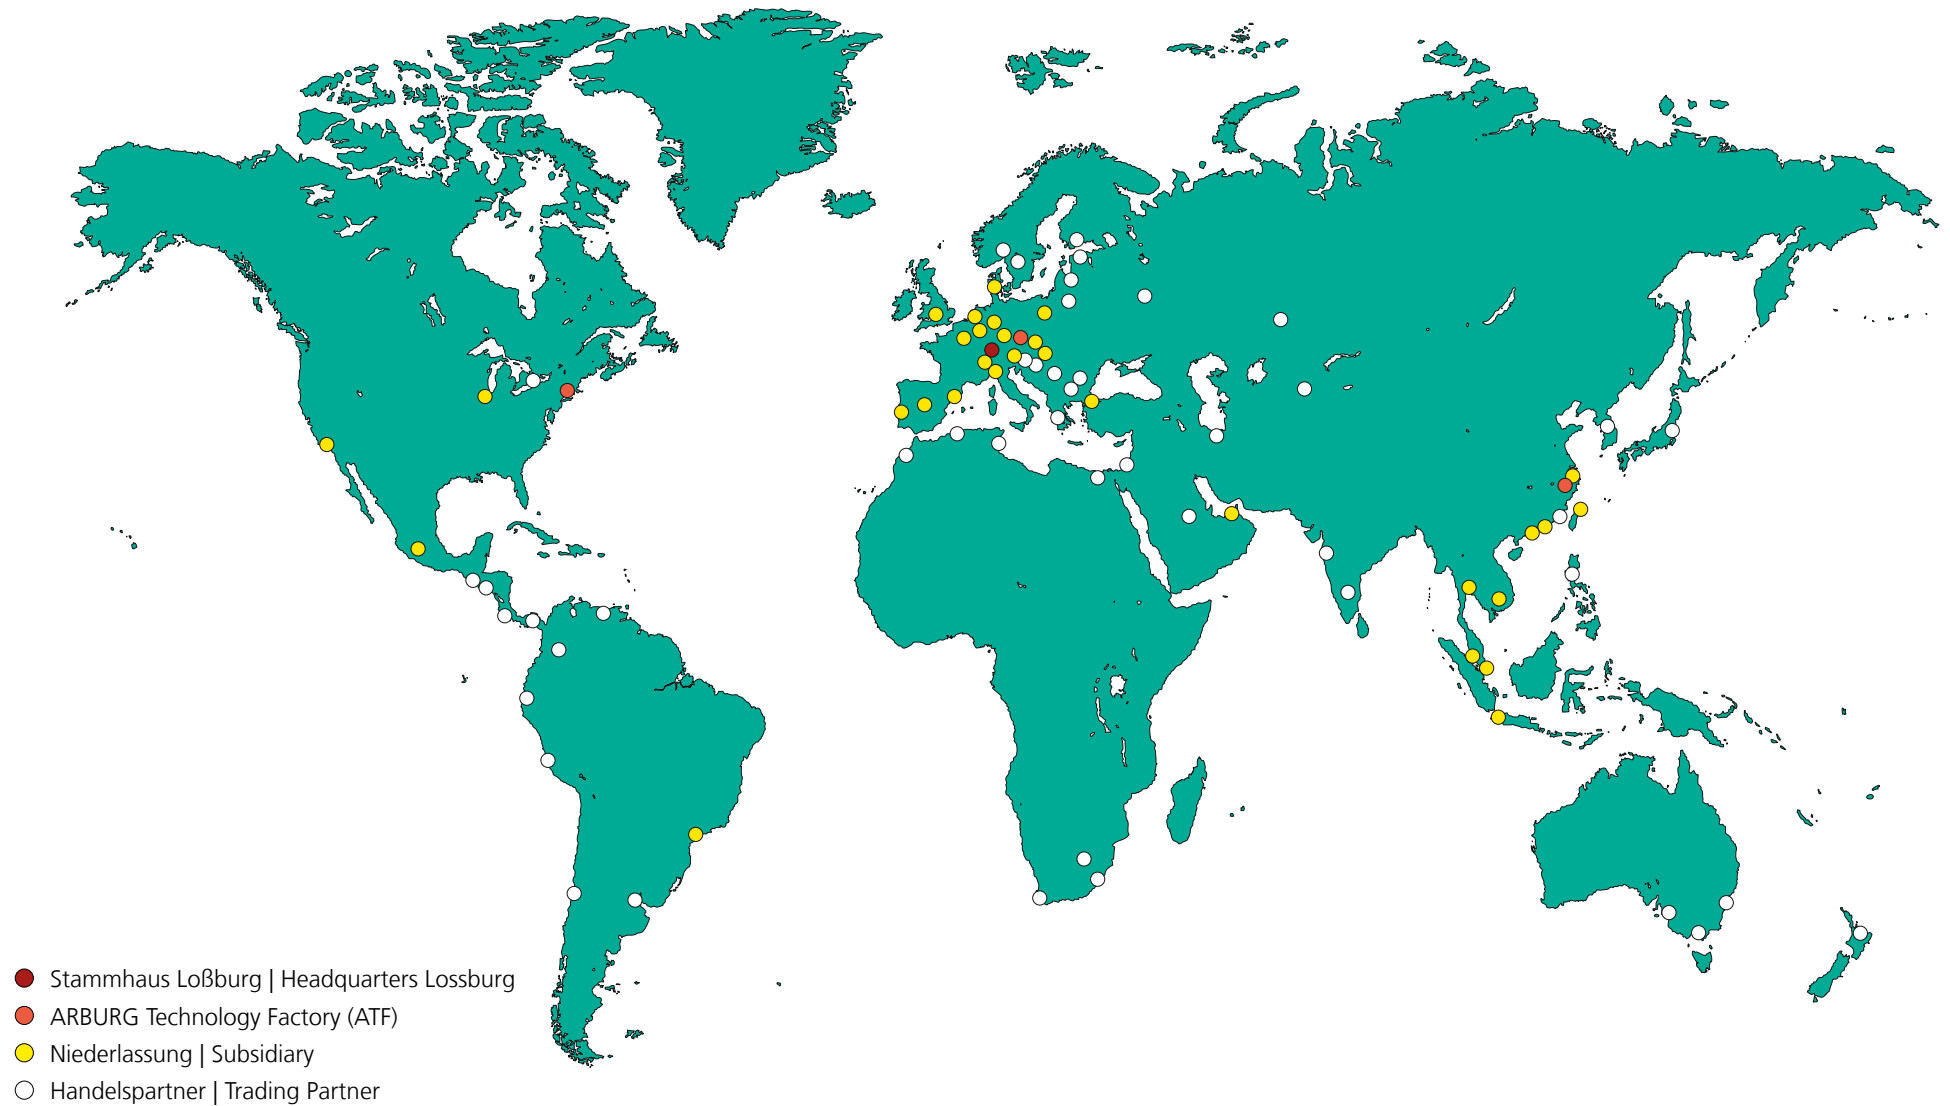 Stammhaus Loßburg | Headquarters Lossburg
ARBURG Technology Factory (ATF)
Niederlassung | Subsidiary
Handelspartner | Trading Partner